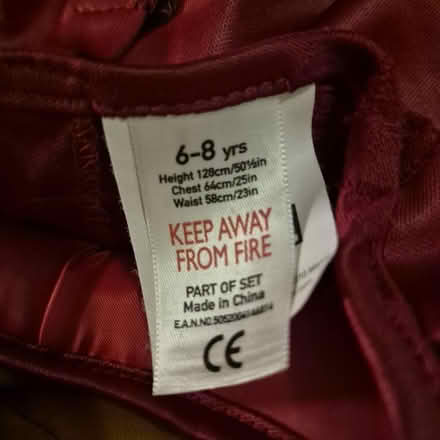 6-8 yrs
Height 128cm/50½in
Chest 64cm/25in
Waist 58cm/23in
KEEP AWAY
FROM FIRE
PART OF SET
Made in China
E.A.N.NO.
CE